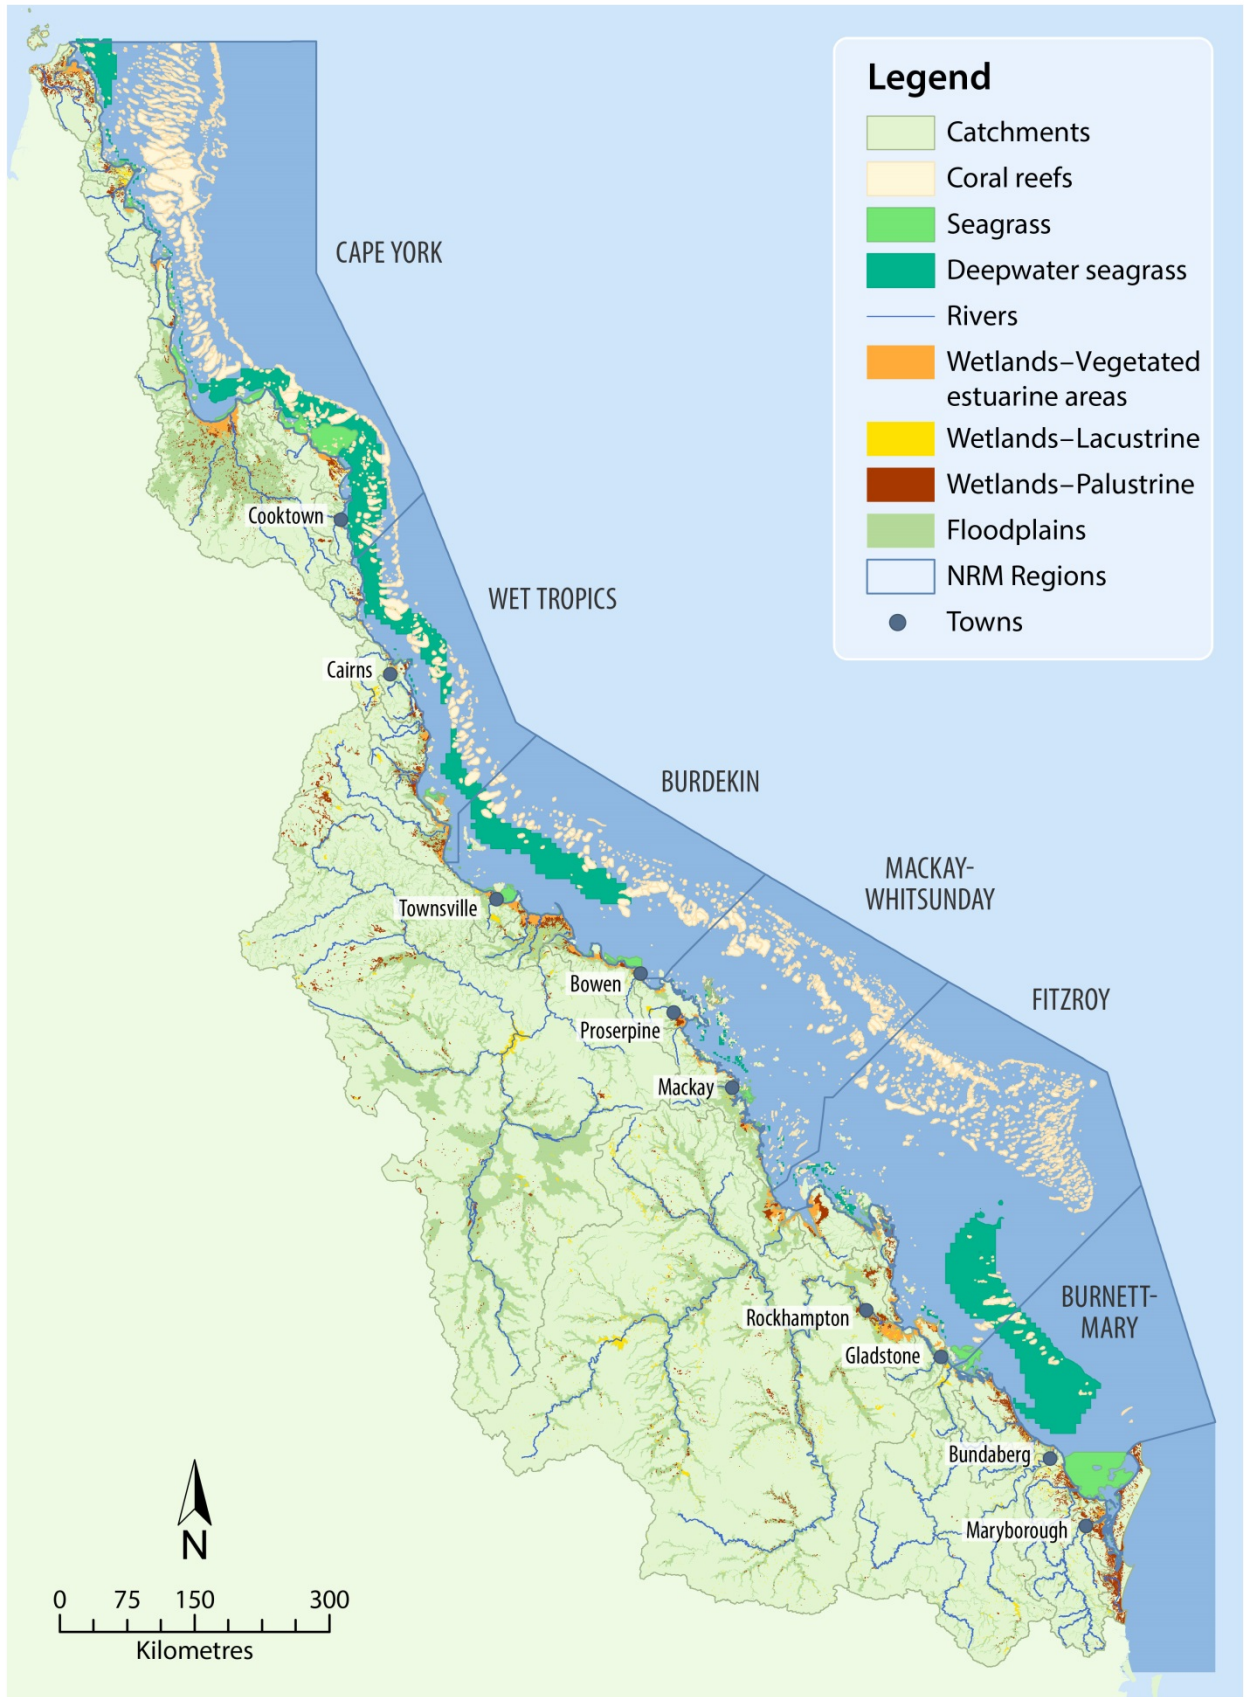 Legend
Catchments
Coral reefs
Seagrass
Deepwater seagrass
Rivers
Wetlands–Vegetated
estuarine areas
Wetlands–Lacustrine
Wetlands–Palustrine
Floodplains
NRM Regions
Towns
CAPE YORK
Cooktown
WET TROPICS
Cairns
BURDEKIN
MACKAY-
WHITSUNDAY
Townsville
Bowen
FITZROY
Proserpine
Mackay
BURNETT-
MARY
Rockhampton
Gladstone
Bundaberg
Maryborough
N
0 75 150 300
Kilometres